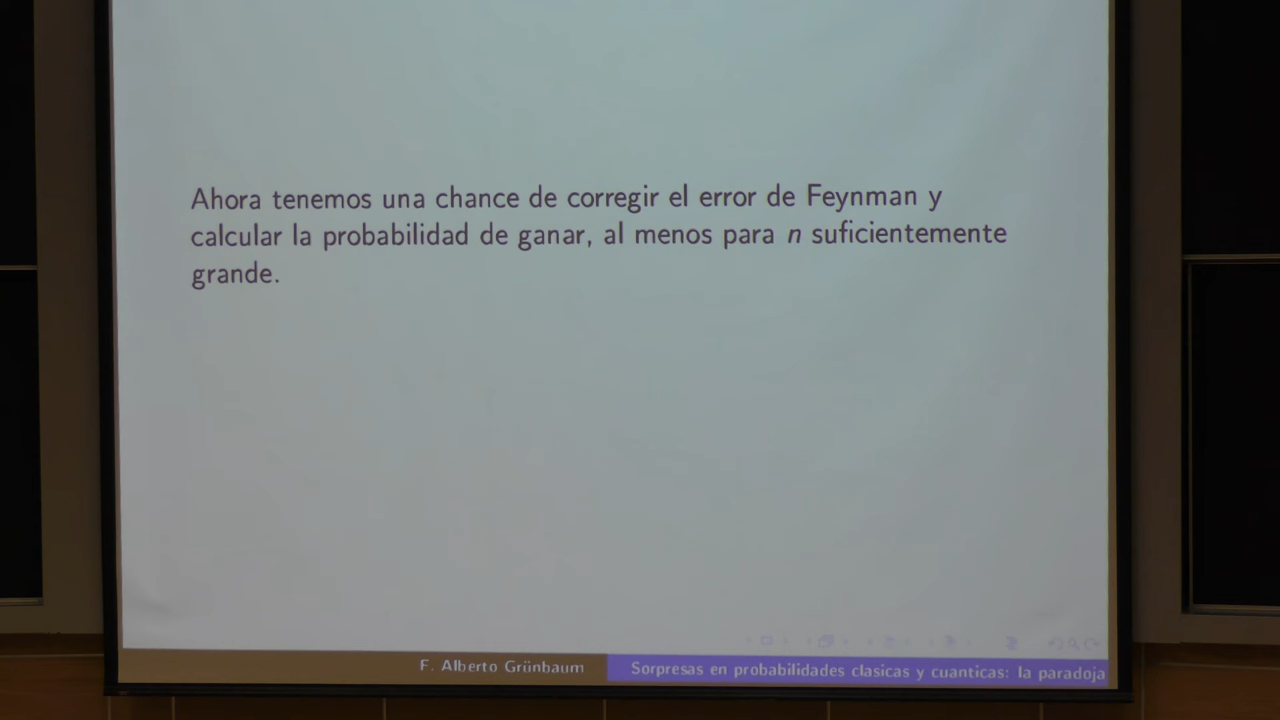 Ahora tenemos una chance de corregir el error de Feynman y
calcular la probabilidad de ganar, al menos para n suficientemente
grande.
F. Alberto Grünbaum
Sorpresas en probabilidades clasicas y cuanticas: la paradoja